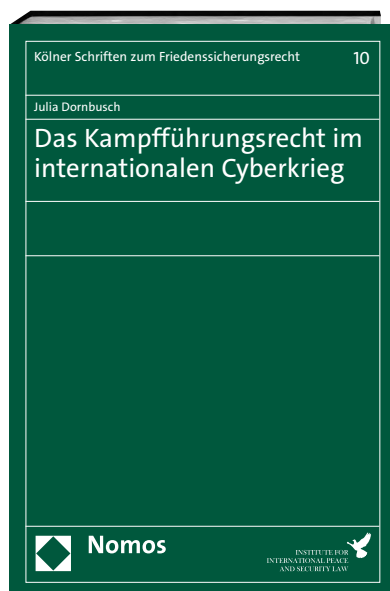 Kölner Schriften zum Friedenssicherungsrecht 10
Julia Dornbusch
Das Kampfführungsrecht im
internationalen Cyberkrieg
Nomos
INSTITUTE FOR
INTERNATIONAL PEACE
AND SECURITY LAW